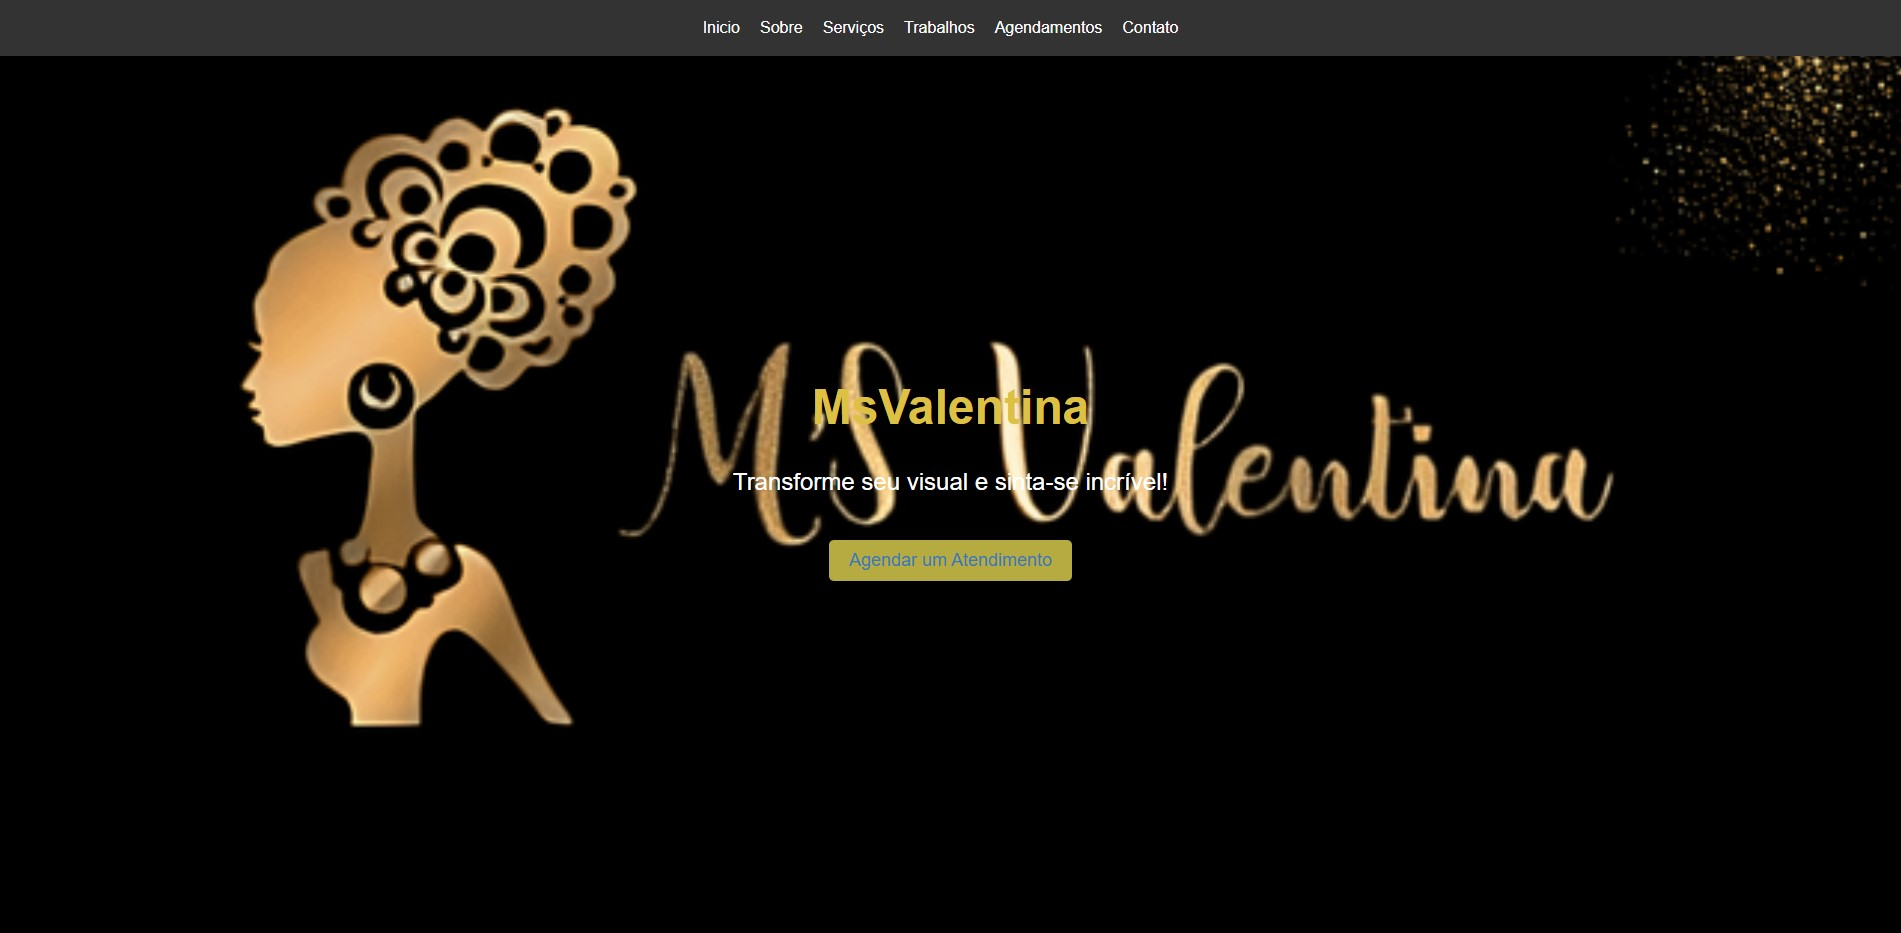 Inicio Sobre Serviços Trabalhos Agendamentos Contato
MS Valentina
MsValentina
Transforme seu visual e sinta-se incrível!
Agendar um Atendimento